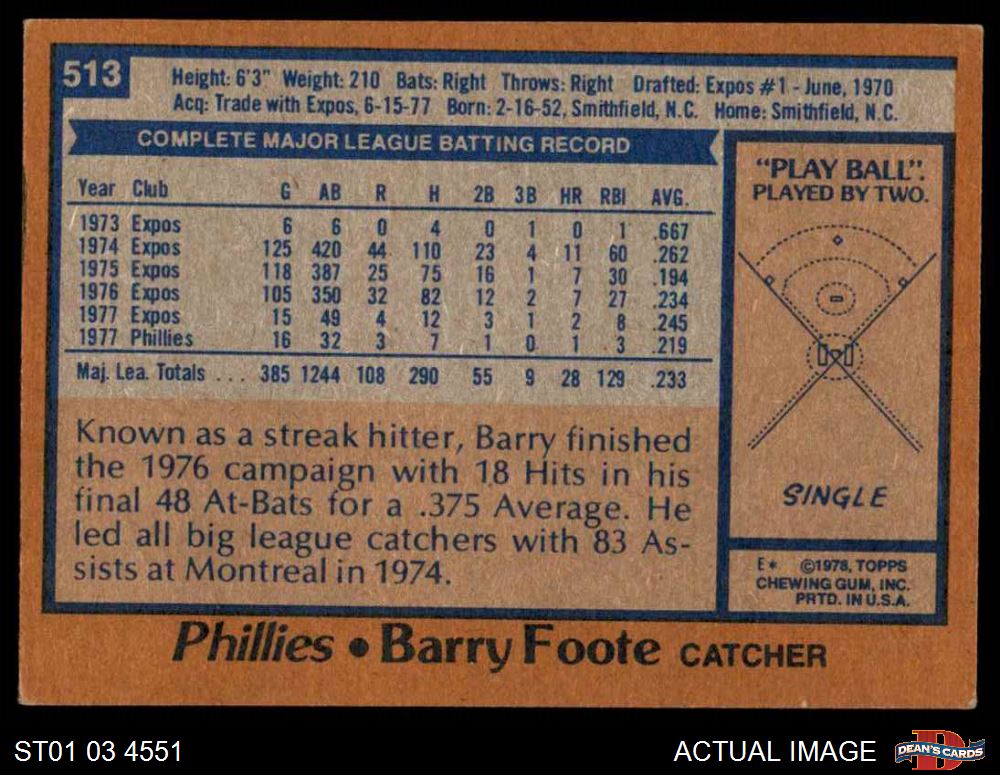 513
Height: 6'3" Weight: 210 Bats: Right Throws: Right Drafted: Expos #1 - June, 1970
Acq: Trade with Expos, 6-15-77 Born: 2-16-52, Smithfield, N.C. Home: Smithfield, N.C.
COMPLETE MAJOR LEAGUE BATTING RECORD
Year Club G AB R H 2B 3B HR RBI AVG.
1973 Expos 6 6 0 4 0 1 0 1 .667
1974 Expos 125 420 44 110 23 4 11 60 .262
1975 Expos 118 387 25 75 16 1 7 30 .194
1976 Expos 105 350 32 82 12 2 7 27 .234
1977 Expos 15 49 4 12 3 1 2 8 .245
1977 Phillies 16 32 3 7 1 0 1 3 .219
Maj. Lea. Totals ... 385 1244 108 290 55 9 28 129 .233
Known as a streak hitter, Barry finished
the 1976 campaign with 18 Hits in his
final 48 At-Bats for a .375 Average. He
led all big league catchers with 83 As-
sists at Montreal in 1974.
"PLAY BALL":
PLAYED BY TWO.
SINGLE
E* ©1978, TOPPS
CHEWING GUM, INC.
PRTD. IN U.S.A.
Phillies • Barry Foote CATCHER
ST01 03 4551
ACTUAL IMAGE
DEAN'S CARDS